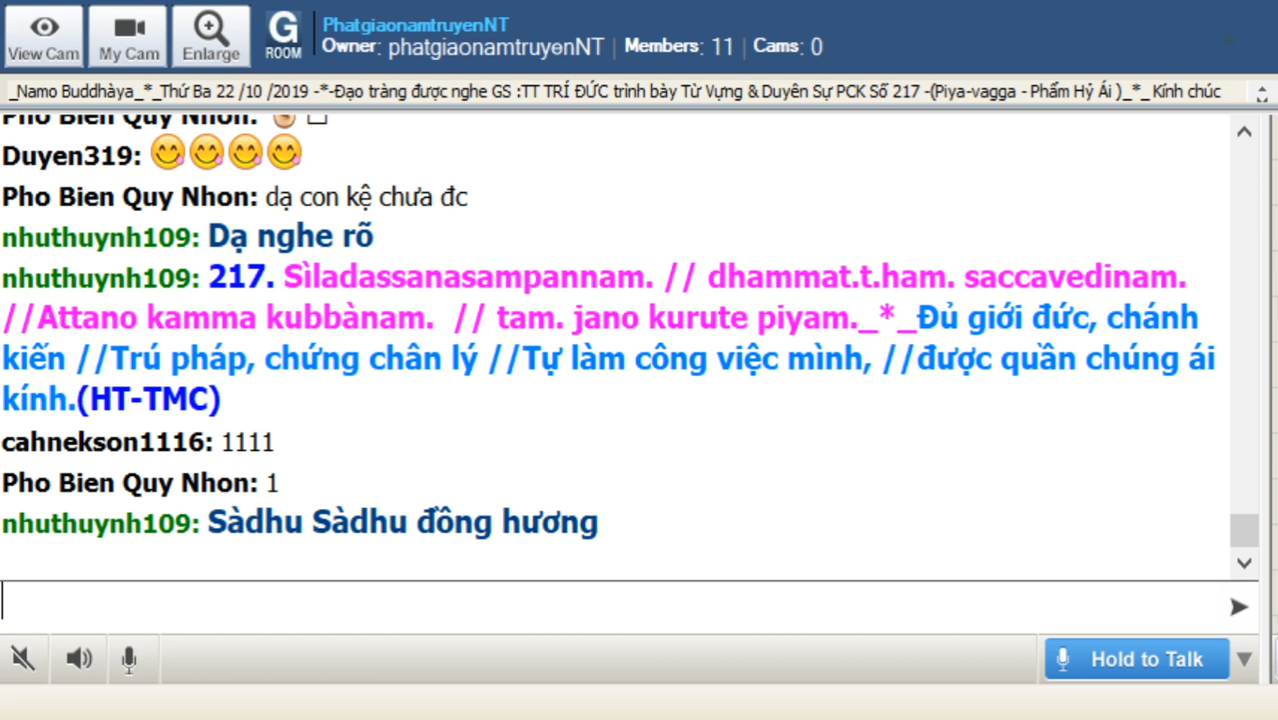 View Cam
My Cam
Enlarge
G
ROOM
PhatgiaonamtruyenNT
Owner: phatgiaonamtruyenNT | Members: 11 | Cams: 0
_Namo Buddhàya_*_Thứ Ba 22 /10 /2019 -*-Đạo tràng được nghe GS :TT TRÍ ĐỨC trình bày Từ Vựng & Duyên Sự PCK Số 217 -(Piya-vagga - Phẩm Hỷ Ái )_*_ Kính chúc
Pho Bien Quy Nhon:
Duyen319:
Pho Bien Quy Nhon: dạ con kệ chưa đc
nhuthuynh109: Dạ nghe rõ
nhuthuynh109: 217. Sìladassanasampannam. // dhammat.t.ham. saccavedinam.
//Attano kamma kubbànam. // tam. jano kurute piyam._*_Đủ giới đức, chánh
kiến //Trú pháp, chứng chân lý //Tự làm công việc mình, //được quần chúng ái
kính.(HT-TMC)
cahnekson1116: 1111
Pho Bien Quy Nhon: 1
nhuthuynh109: Sàdhu Sàdhu đồng hương
Hold to Talk